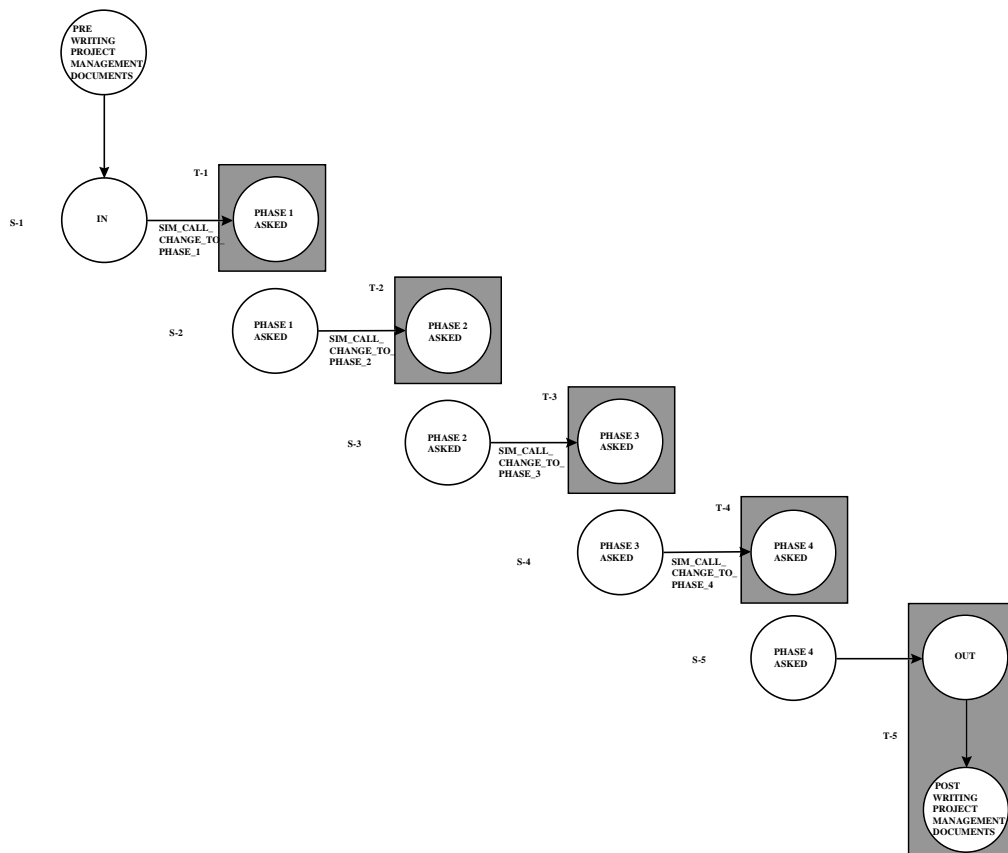 PRE
WRITING
PROJECT
MANAGEMENT
DOCUMENTS
T-1
S-1
IN
PHASE 1
ASKED
SIM_CALL_
CHANGE_TO_
PHASE_1
T-2
S-2
PHASE 1
ASKED
PHASE 2
ASKED
SIM_CALL_
CHANGE_TO_
PHASE_2
T-3
S-3
PHASE 2
ASKED
PHASE 3
ASKED
SIM_CALL_
CHANGE_TO_
PHASE_3
T-4
S-4
PHASE 3
ASKED
PHASE 4
ASKED
SIM_CALL_
CHANGE_TO_
PHASE_4
S-5
PHASE 4
ASKED
OUT
T-5
POST
WRITING
PROJECT
MANAGEMENT
DOCUMENTS